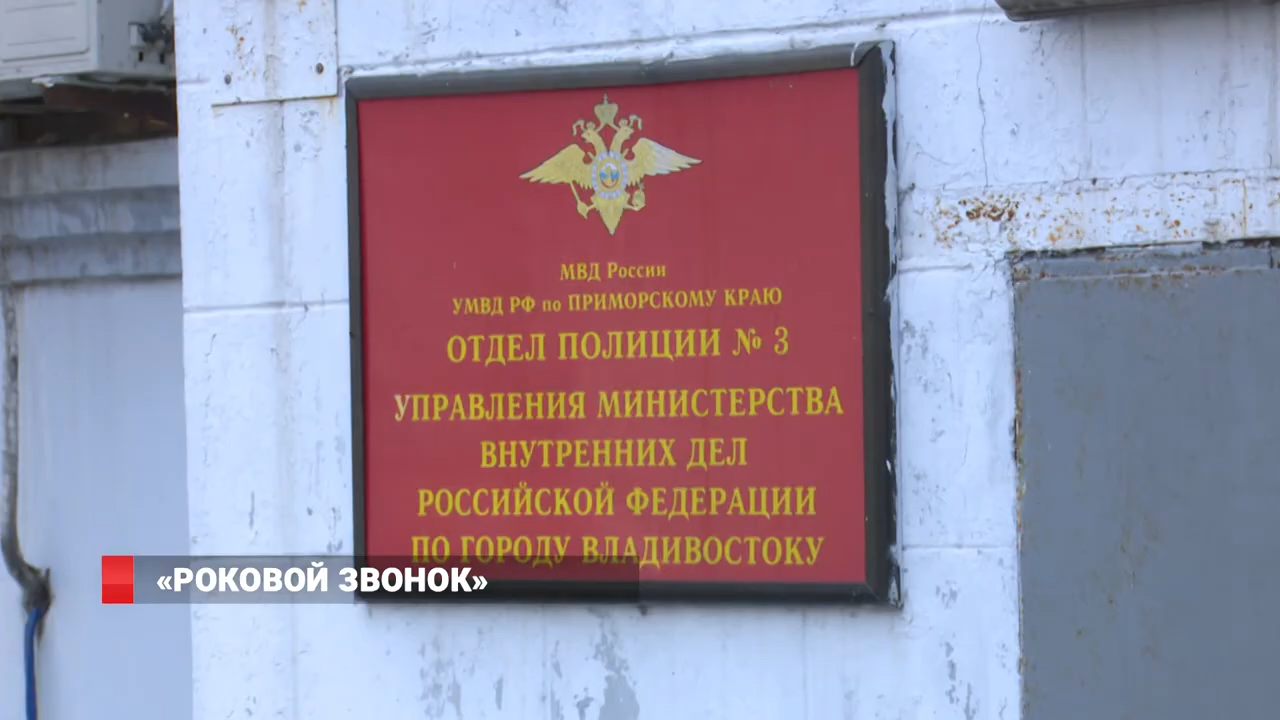 МВД России
УМВД РФ по ПРИМОРСКОМУ КРАЮ
ОТДЕЛ ПОЛИЦИИ № 3
УПРАВЛЕНИЯ МИНИСТЕРСТВА
ВНУТРЕННИХ ДЕЛ
РОССИЙСКОЙ ФЕДЕРАЦИИ
ПО ГОРОДУ ВЛАДИВОСТОКУ
«РОКОВОЙ ЗВОНОК»